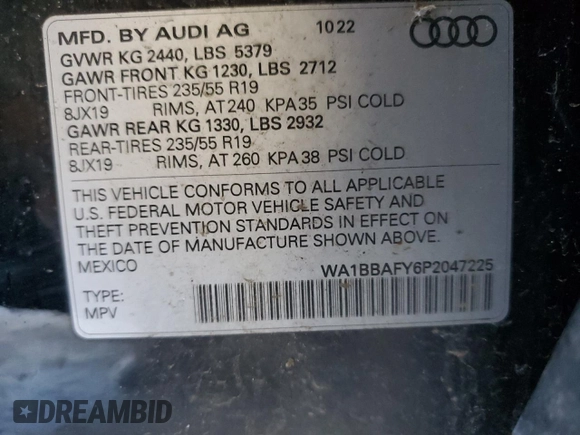 MFD. BY AUDI AG 10 22
GVWR KG 2440, LBS 5379
GAWR FRONT KG 1230, LBS 2712
FRONT-TIRES 235/55 R19
8JX19 RIMS, AT 240 KPA 35 PSI COLD
GAWR REAR KG 1330, LBS 2932
REAR-TIRES 235/55 R19
8JX19 RIMS, AT 260 KPA 38 PSI COLD
THIS VEHICLE CONFORMS TO ALL APPLICABLE
U.S. FEDERAL MOTOR VEHICLE SAFETY AND
THEFT PREVENTION STANDARDS IN EFFECT ON
THE DATE OF MANUFACTURE SHOWN ABOVE.
MEXICO WA1BBAFY6P2047225
TYPE:
MPV
DREAMBID